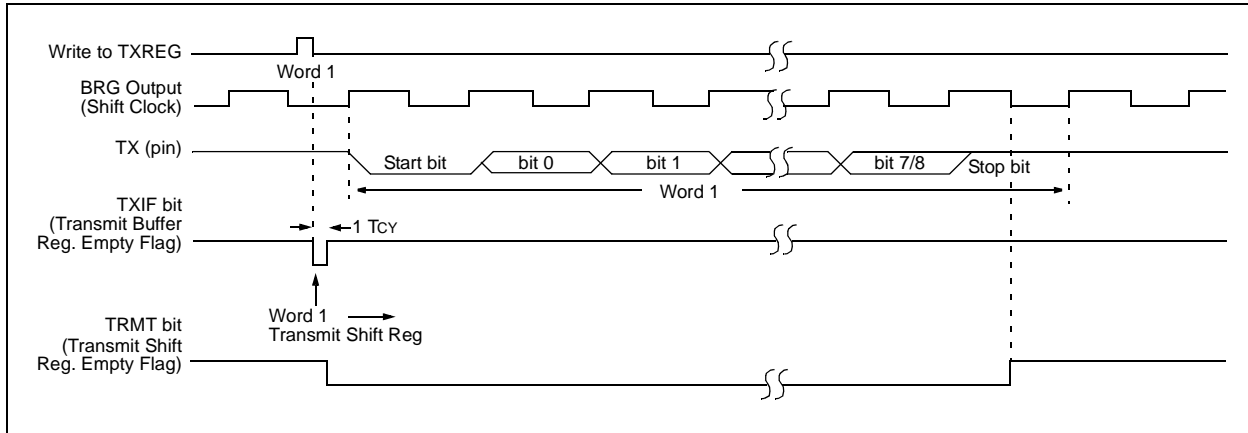 Write to TXREG
Word 1
BRG Output
(Shift Clock)
TX (pin)
Start bit
bit 0
bit 1
bit 7/8
Stop bit
Word 1
TXIF bit
(Transmit Buffer
Reg. Empty Flag)
1 TCY
Word 1
Transmit Shift Reg
TRMT bit
(Transmit Shift
Reg. Empty Flag)